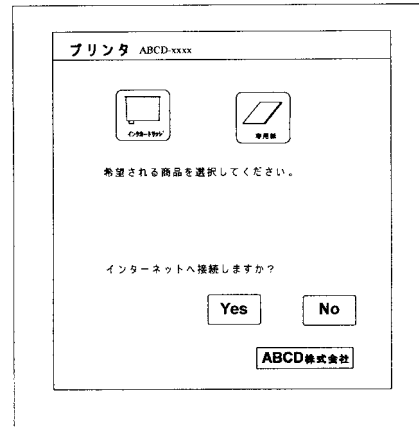 プリンタ ABCD-xxxx
インクカートリッジ
専用紙
希望される商品を選択してください。
インターネットへ接続しますか?
Yes
No
ABCD株式会社